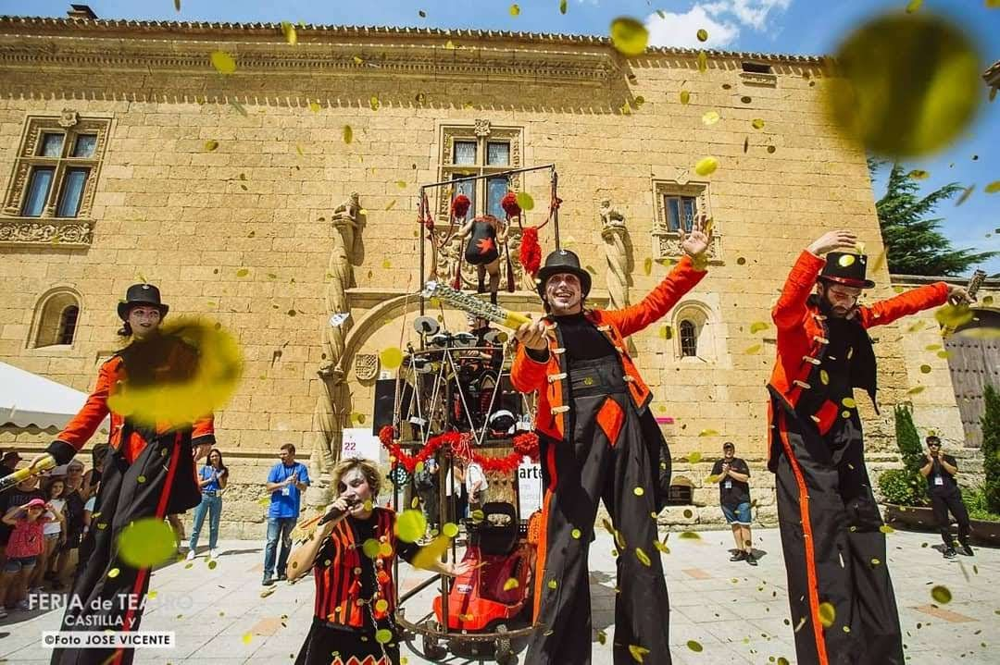 22
arte
FERIA de TEATRO
CASTILLA y
©Foto JOSE VICENTE